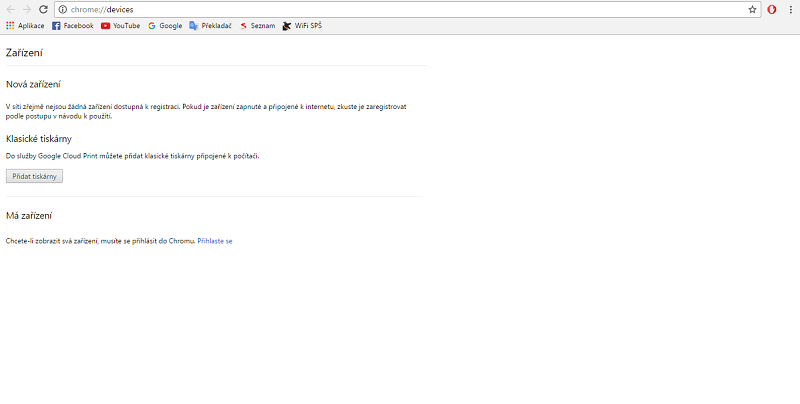 chrome://devices
Aplikace Facebook YouTube Google Překladač Seznam WiFi SPŠ
Zařízení
Nová zařízení
V síti zřejmě nejsou žádná zařízení dostupná k registraci. Pokud je zařízení zapnuté a připojené k internetu, zkuste je zaregistrovat
podle postupu v návodu k použití.
Klasické tiskárny
Do služby Google Cloud Print můžete přidat klasické tiskárny připojené k počítači.
Přidat tiskárny
Má zařízení
Chcete-li zobrazit svá zařízení, musíte se přihlásit do Chromu. Přihlaste se